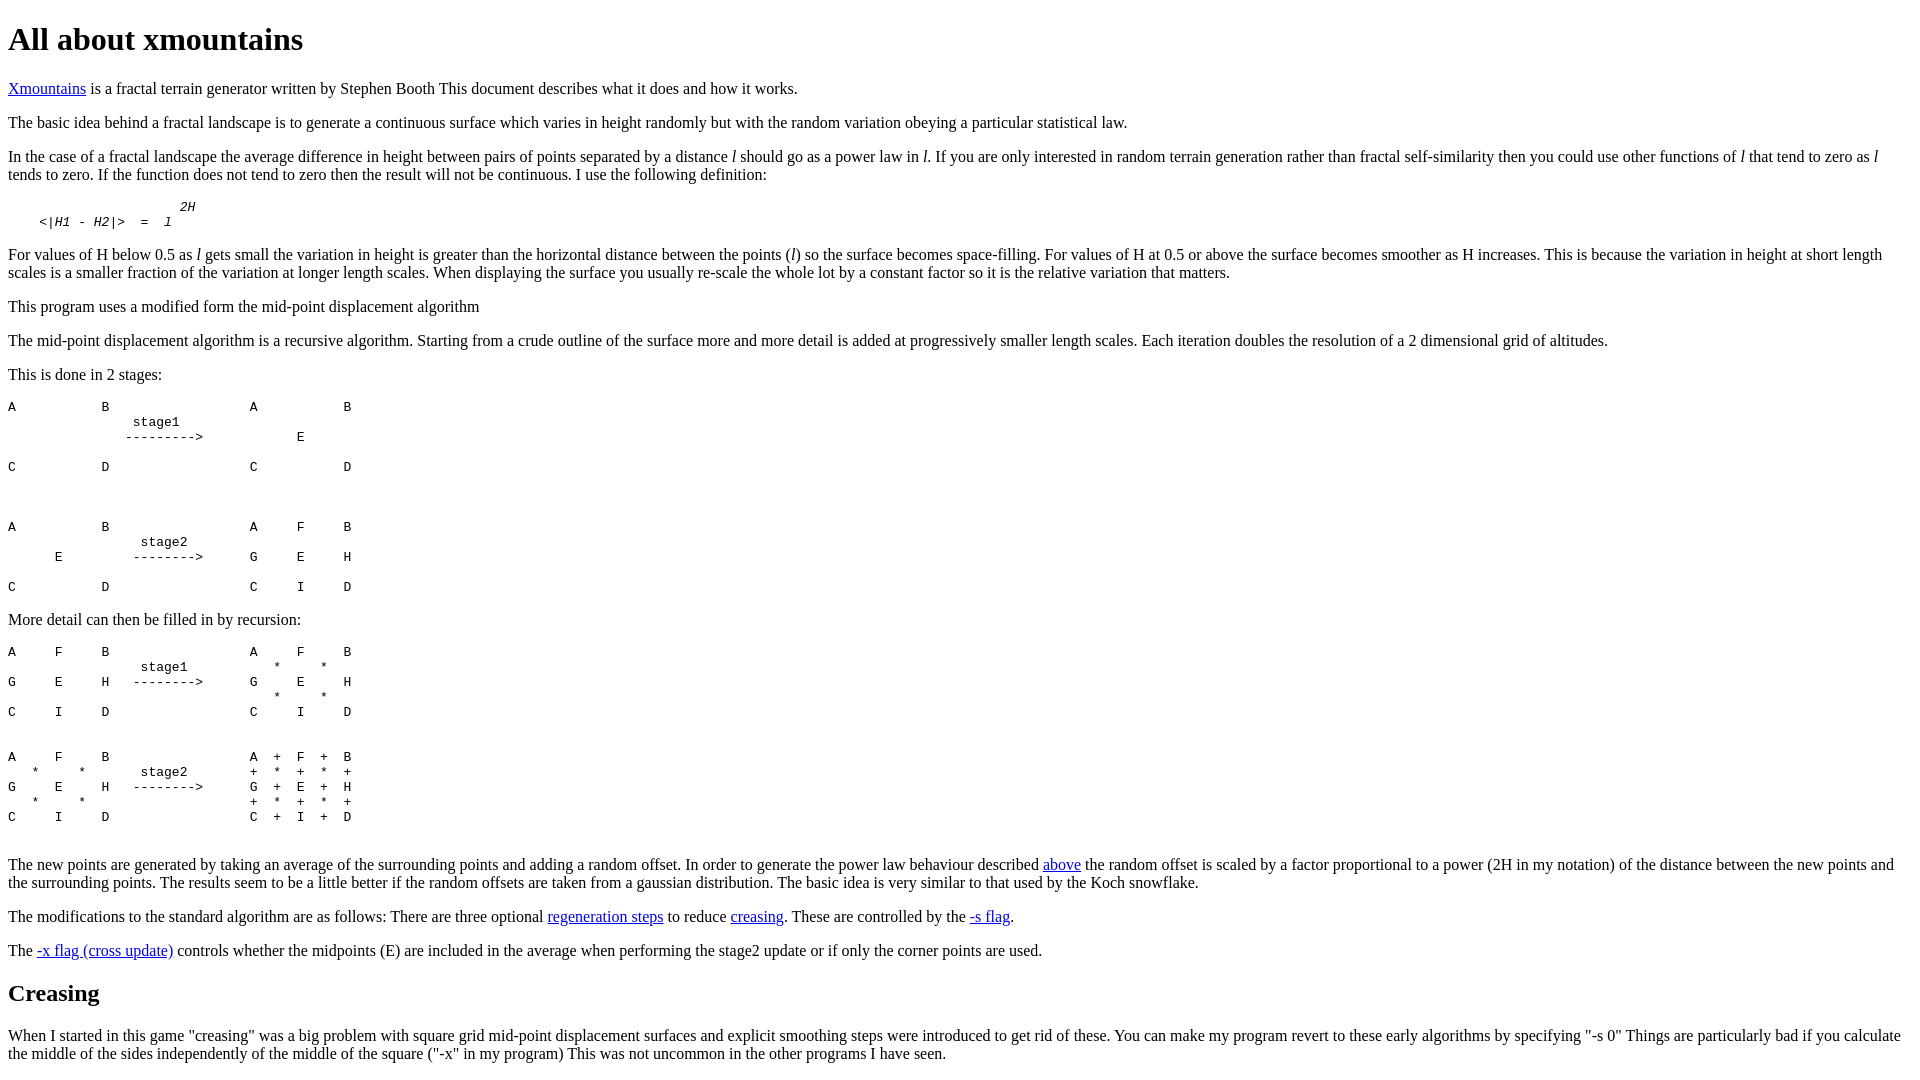 All about xmountains
Xmountains is a fractal terrain generator written by Stephen Booth This document describes what it does and how it works.
The basic idea behind a fractal landscape is to generate a continuous surface which varies in height randomly but with the random variation obeying a particular statistical law.
In the case of a fractal landscape the average difference in height between pairs of points separated by a distance l should go as a power law in l. If you are only interested in random terrain generation rather than fractal self-similarity then you could use other functions of l that tend to zero as l
tends to zero. If the function does not tend to zero then the result will not be continuous. I use the following definition:
                      2H
    <|H1 - H2|>  =  l
For values of H below 0.5 as l gets small the variation in height is greater than the horizontal distance between the points (l) so the surface becomes space-filling. For values of H at 0.5 or above the surface becomes smoother as H increases. This is because the variation in height at short length
scales is a smaller fraction of the variation at longer length scales. When displaying the surface you usually re-scale the whole lot by a constant factor so it is the relative variation that matters.
This program uses a modified form the mid-point displacement algorithm
The mid-point displacement algorithm is a recursive algorithm. Starting from a crude outline of the surface more and more detail is added at progressively smaller length scales. Each iteration doubles the resolution of a 2 dimensional grid of altitudes.
This is done in 2 stages:
A           B                  A           B
                stage1
               --------->            E
C           D                  C           D
A           B                  A     F     B
                 stage2
      E         -------->      G     E     H
C           D                  C     I     D
More detail can then be filled in by recursion:
A     F     B                  A     F     B
                 stage1           *     *
G     E     H   -------->      G     E     H
                                  *     *
C     I     D                  C     I     D
A     F     B                  A  +  F  +  B
   *     *       stage2        +  *  +  *  +
G     E     H   -------->      G  +  E  +  H
   *     *                     +  *  +  *  +
C     I     D                  C  +  I  +  D
The new points are generated by taking an average of the surrounding points and adding a random offset. In order to generate the power law behaviour described above the random offset is scaled by a factor proportional to a power (2H in my notation) of the distance between the new points and
the surrounding points. The results seem to be a little better if the random offsets are taken from a gaussian distribution. The basic idea is very similar to that used by the Koch snowflake.
The modifications to the standard algorithm are as follows: There are three optional regeneration steps to reduce creasing. These are controlled by the -s flag.
The -x flag (cross update) controls whether the midpoints (E) are included in the average when performing the stage2 update or if only the corner points are used.
Creasing
When I started in this game "creasing" was a big problem with square grid mid-point displacement surfaces and explicit smoothing steps were introduced to get rid of these. You can make my program revert to these early algorithms by specifying "-s 0" Things are particularly bad if you calculate
the middle of the sides independently of the middle of the square ("-x" in my program) This was not uncommon in the other programs I have seen.